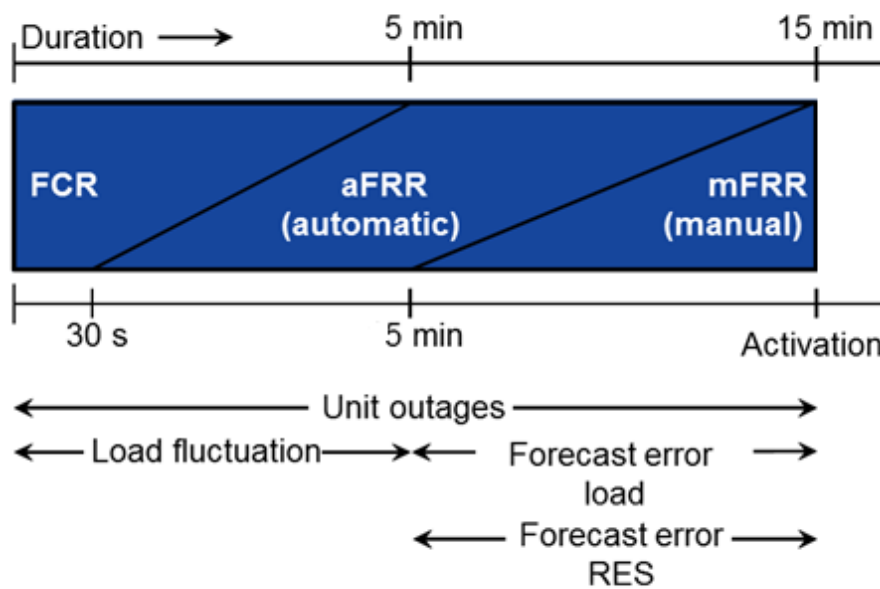 Duration
5 min
15 min
FCR
aFRR
(automatic)
mFRR
(manual)
30 s
5 min
Activation
Unit outages
Load fluctuation
Forecast error
load
Forecast error
RES